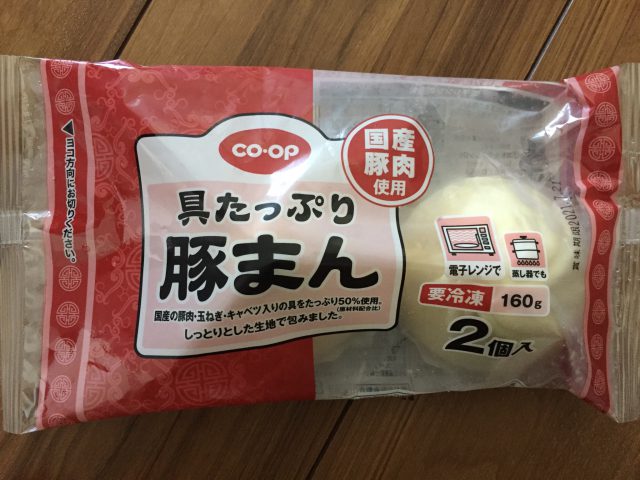 ▲ヨコ方向にお切りください。
CO·OP
国産
豚肉
使用
具たっぷり
豚まん
国産の豚肉・玉ねぎ・キャベツ入りの具をたっぷり50%使用。
(原材料配合比)
しっとりとした生地で包みました。
電子レンジで
蒸し器でも
要冷凍 160g
2個入
賞味期限